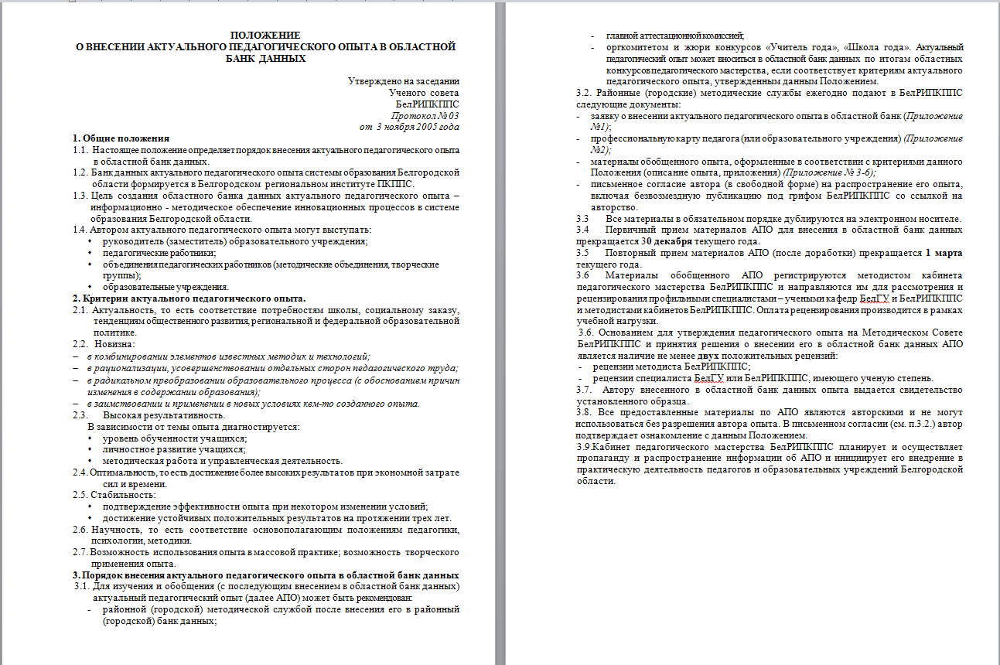 ПОЛОЖЕНИЕ
О ВНЕСЕНИИ АКТУАЛЬНОГО ПЕДАГОГИЧЕСКОГО ОПЫТА В ОБЛАСТНОЙ
БАНК ДАННЫХ
Утверждено на заседании
Ученого совета
БелРИПКППС
Протокол № 03
от 3 ноября 2005 года
1. Общие положения
1.1. Настоящее положение определяет порядок внесения актуального педагогического опыта
в областной банк данных.
1.2. Банк данных актуального педагогического опыта системы образования Белгородской
области формируется в Белгородском региональном институте ПКППС.
1.3. Цель создания областного банка данных актуального педагогического опыта –
информационно - методическое обеспечение инновационных процессов в системе
образования Белгородской области.
1.4. Автором актуального педагогического опыта могут выступать:
• руководитель (заместитель) образовательного учреждения;
• педагогические работники;
• объединения педагогических работников (методические объединения, творческие
группы);
• образовательные учреждения.
2. Критерии актуального педагогического опыта.
2.1. Актуальность, то есть соответствие потребностям школы, социальному заказу,
тенденциям общественного развития, региональной и федеральной образовательной
политике.
2.2. Новизна:
– в комбинировании элементов известных методик и технологий;
– в рационализации, усовершенствовании отдельных сторон педагогического труда;
– в радикальном преобразовании образовательного процесса (с обоснованием причин
изменения в содержании образования);
– в заимствовании и применении в новых условиях кем-то созданного опыта.
2.3. Высокая результативность.
В зависимости от темы опыта диагностируется:
• уровень обученности учащихся;
• личностное развитие учащихся;
• методическая работа и управленческая деятельность.
2.4. Оптимальность, то есть достижение более высоких результатов при экономной затрате
сил и времени.
2.5. Стабильность:
• подтверждение эффективности опыта при некотором изменении условий;
• достижение устойчивых положительных результатов на протяжении трех лет.
2.6. Научность, то есть соответствие основополагающим положениям педагогики,
психологии, методики.
2.7. Возможность использования опыта в массовой практике; возможность творческого
применения опыта.
3. Порядок внесения актуального педагогического опыта в областной банк данных
3.1. Для изучения и обобщения (с последующим внесением в областной банк данных)
актуальный педагогический опыт (далее АПО) может быть рекомендован:
- районной (городской) методической службой после внесения его в районный
(городской) банк данных;
- главной аттестационной комиссией;
- оргкомитетом и жюри конкурсов «Учитель года», «Школа года». Актуальный
педагогический опыт может вноситься в областной банк данных по итогам областных
конкурсов педагогического мастерства, если соответствует критериям актуального
педагогического опыта, утвержденным данным Положением.
3.2. Районные (городские) методические службы ежегодно подают в БелРИПКППС
следующие документы:
- заявку о внесении актуального педагогического опыта в областной банк (Приложение
№1);
- профессиональную карту педагога (или образовательного учреждения) (Приложение
№2);
- материалы обобщенного опыта, оформленные в соответствии с критериями данного
Положения (описание опыта, приложения) (Приложение № 3-6);
- письменное согласие автора (в свободной форме) на распространение его опыта,
включая безвозмездную публикацию под грифом БелРИПКППС со ссылкой на
авторство.
3.3 Все материалы в обязательном порядке дублируются на электронном носителе.
3.4 Первичный прием материалов АПО для внесения в областной банк данных
прекращается 30 декабря текущего года.
3.5 Повторный прием материалов АПО (после доработки) прекращается 1 марта
текущего года.
3.6 Материалы обобщенного АПО регистрируются методистом кабинета
педагогического мастерства БелРИПКППС и направляются им для рассмотрения и
рецензирования профильными специалистами – учеными кафедр БелГУ и БелРИПКППС
и методистами кабинетов БелРИПКППС. Оплата рецензирования производится в рамках
учебной нагрузки.
3.6. Основанием для утверждения педагогического опыта на Методическом Совете
БелРИПКППС и принятия решения о внесении его в областной банк данных АПО
является наличие не менее двух положительных рецензий:
- рецензии методиста БелРИПКППС;
- рецензии специалиста БелГУ или БелРИПКППС, имеющего ученую степень.
3.7. Автору внесенного в областной банк данных опыта выдается свидетельство
установленного образца.
3.8. Все предоставленные материалы по АПО являются авторскими и не могут
использоваться без разрешения автора опыта. В письменном согласии (см. п.3.2.) автор
подтверждает ознакомление с данным Положением.
3.9.Кабинет педагогического мастерства БелРИПКППС планирует и осуществляет
пропаганду и распространение информации об АПО и инициирует его внедрение в
практическую деятельность педагогов и образовательных учреждений Белгородской
области.